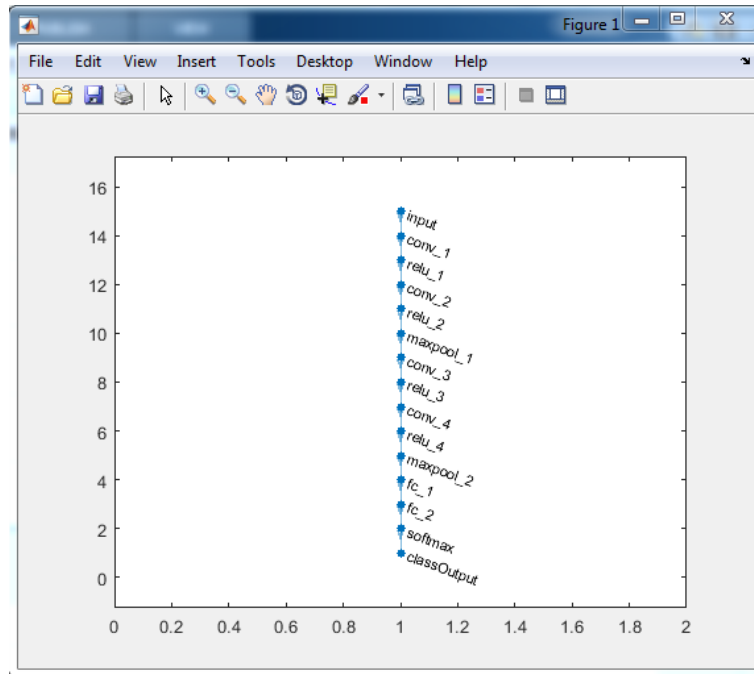 Figure 1
File Edit View Insert Tools Desktop Window Help
16
14
12
10
8
6
4
2
0
input
conv_1
relu_1
conv_2
relu_2
maxpool_1
conv_3
relu_3
conv_4
relu_4
maxpool_2
fc_1
fc_2
softmax
classOutput
0 0.2 0.4 0.6 0.8 1 1.2 1.4 1.6 1.8 2